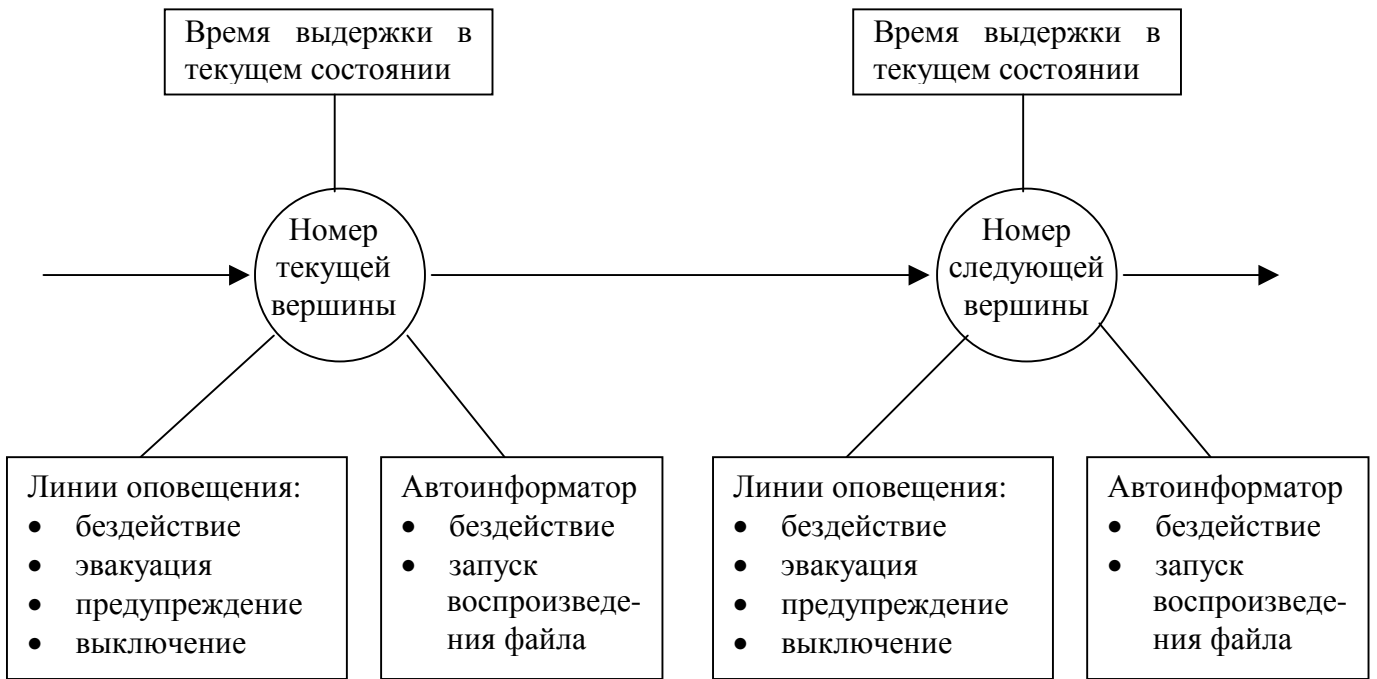 Время выдержки в
текущем состоянии
Время выдержки в
текущем состоянии
Номер
текущей
вершины
Номер
следующей
вершины
Линии оповещения:
• бездействие
• эвакуация
• предупреждение
• выключение
Автоинформатор
• бездействие
• запуск
воспроизведе-
ния файла
Линии оповещения:
• бездействие
• эвакуация
• предупреждение
• выключение
Автоинформатор
• бездействие
• запуск
воспроизведе-
ния файла